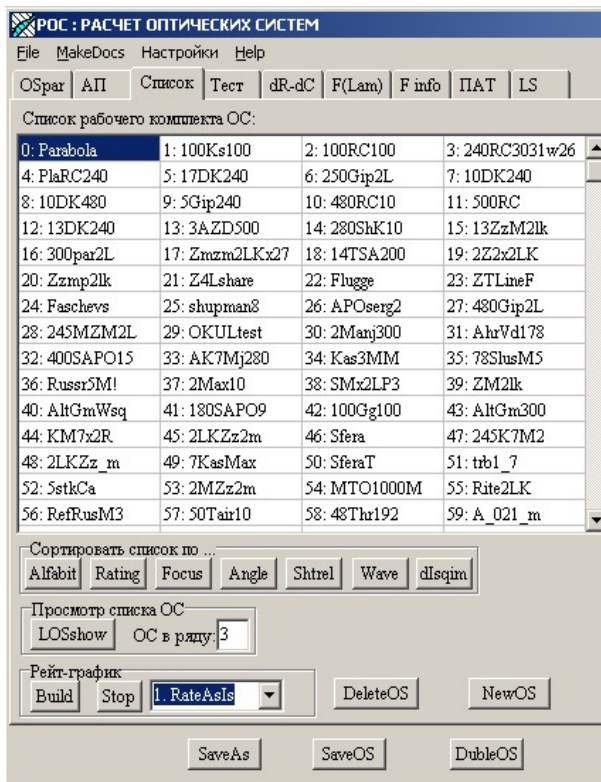 РОС : РАСЧЕТ ОПТИЧЕСКИХ СИСТЕМ
File MakeDocs Настройки Help
OSpar АП Список Тест dR-dC F(Lam) F info ПАТ LS
Список рабочего комплекта ОС:
0: Parabola 1: 100Ks100 2: 100RC100 3: 240RC3031w26
4: PlaRC240 5: 17DK240 6: 250Gip2L 7: 10DK240
8: 10DK480 9: 5Gip240 10: 480RC10 11: 500RC
12: 13DK240 13: 3AZD500 14: 280ShK10 15: 13ZzM2lk
16: 300par2L 17: Zmzm2LKx27 18: 14TSA200 19: 2Z2x2LK
20: Zzmp2lk 21: Z4Lshare 22: Flugge 23: ZTLineF
24: Faschevs 25: shupman8 26: APOserg2 27: 480Gip2L
28: 245MZM2L 29: OKULtest 30: 2Manj300 31: AhrVd178
32: 400SAPO15 33: AK7Mj280 34: Kas3MM 35: 78SlusM5
36: Russr5M! 37: 2Max10 38: SMx2LP3 39: ZM2lk
40: AltGmWsq 41: 180SAPO9 42: 100Gg100 43: AltGm300
44: KM7x2R 45: 2LKZz2m 46: Sfera 47: 245K7M2
48: 2LKZz_m 49: 7KasMax 50: SferaT 51: trb1_7
52: 5stkCa 53: 2MZz2m 54: MTO1000M 55: Rite2LK
56: RefRusM3 57: 50Tair10 58: 48Thr192 59: A_021_m
Сортировать список по ...
Alfabit Rating Focus Angle Shtrel Wave dIsqim
Просмотр списка ОС
LOSshow ОС в ряду: 3
Рейт-график
Build Stop 1. RateAsIs DeleteOS NewOS
SaveAs SaveOS DubleOS